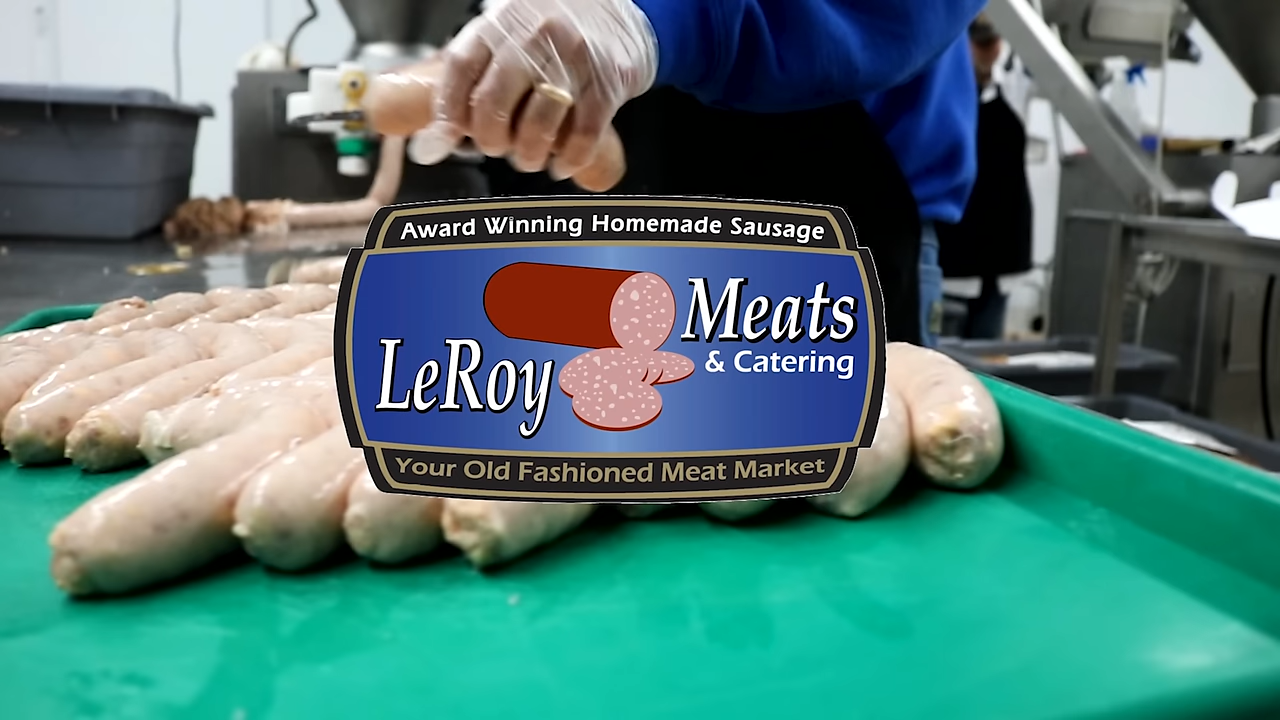 Award Winning Homemade Sausage
LeRoy Meats
& Catering
Your Old Fashioned Meat Market